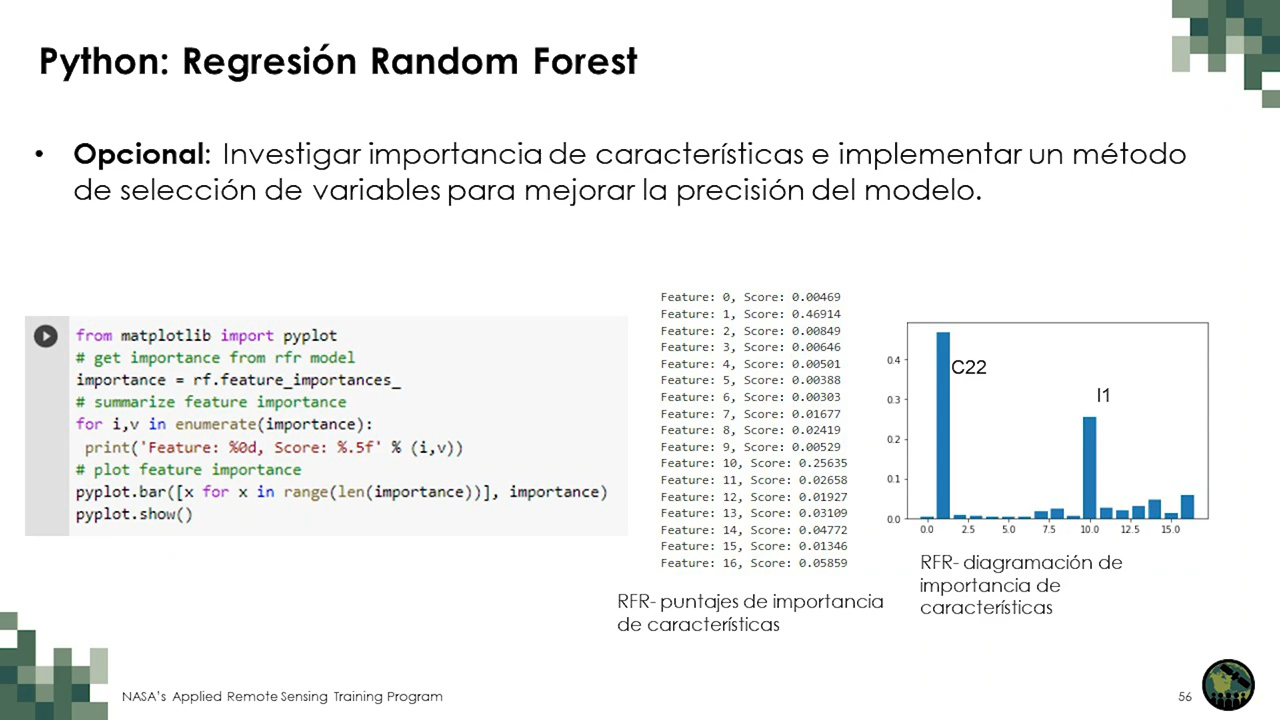 Python: Regresión Random Forest
• Opcional: Investigar importancia de características e implementar un método
de selección de variables para mejorar la precisión del modelo.
from matplotlib import pyplot
# get importance from rfr model
importance = rf.feature_importances_
# summarize feature importance
for i,v in enumerate(importance):
print('Feature: %0d, Score: %.5f' % (i,v))
# plot feature importance
pyplot.bar([x for x in range(len(importance))], importance)
pyplot.show()
Feature: 0, Score: 0.00469
Feature: 1, Score: 0.46914
Feature: 2, Score: 0.00849
Feature: 3, Score: 0.00646
Feature: 4, Score: 0.00501
Feature: 5, Score: 0.00388
Feature: 6, Score: 0.00303
Feature: 7, Score: 0.01677
Feature: 8, Score: 0.02419
Feature: 9, Score: 0.00529
Feature: 10, Score: 0.25635
Feature: 11, Score: 0.02658
Feature: 12, Score: 0.01927
Feature: 13, Score: 0.03109
Feature: 14, Score: 0.04772
Feature: 15, Score: 0.01346
Feature: 16, Score: 0.05859
RFR- puntajes de importancia
de características
0.4
0.3
0.2
0.1
0.0
C22
I1
0.0 2.5 5.0 7.5 10.0 12.5 15.0
RFR- diagramación de
importancia de
características
NASA's Applied Remote Sensing Training Program
56